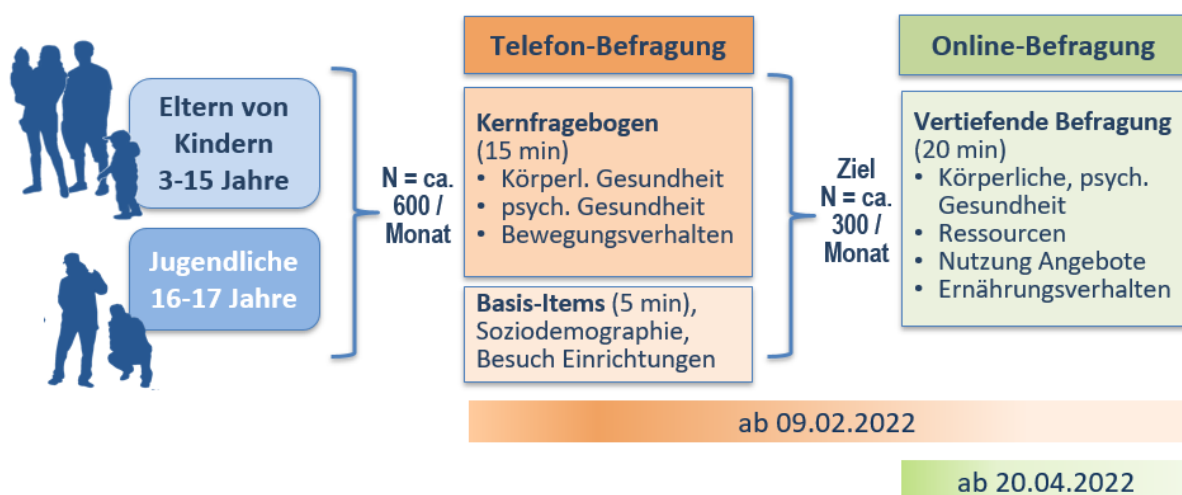 Eltern von
Kindern
3-15 Jahre
Jugendliche
16-17 Jahre
N = ca.
600 /
Monat
Telefon-Befragung
Kernfragebogen
(15 min)
• Körperl. Gesundheit
• psych. Gesundheit
• Bewegungsverhalten
Basis-Items (5 min),
Soziodemographie,
Besuch Einrichtungen
Ziel
N = ca.
300 /
Monat
Online-Befragung
Vertiefende Befragung
(20 min)
• Körperliche, psych.
Gesundheit
• Ressourcen
• Nutzung Angebote
• Ernährungsverhalten
ab 09.02.2022
ab 20.04.2022